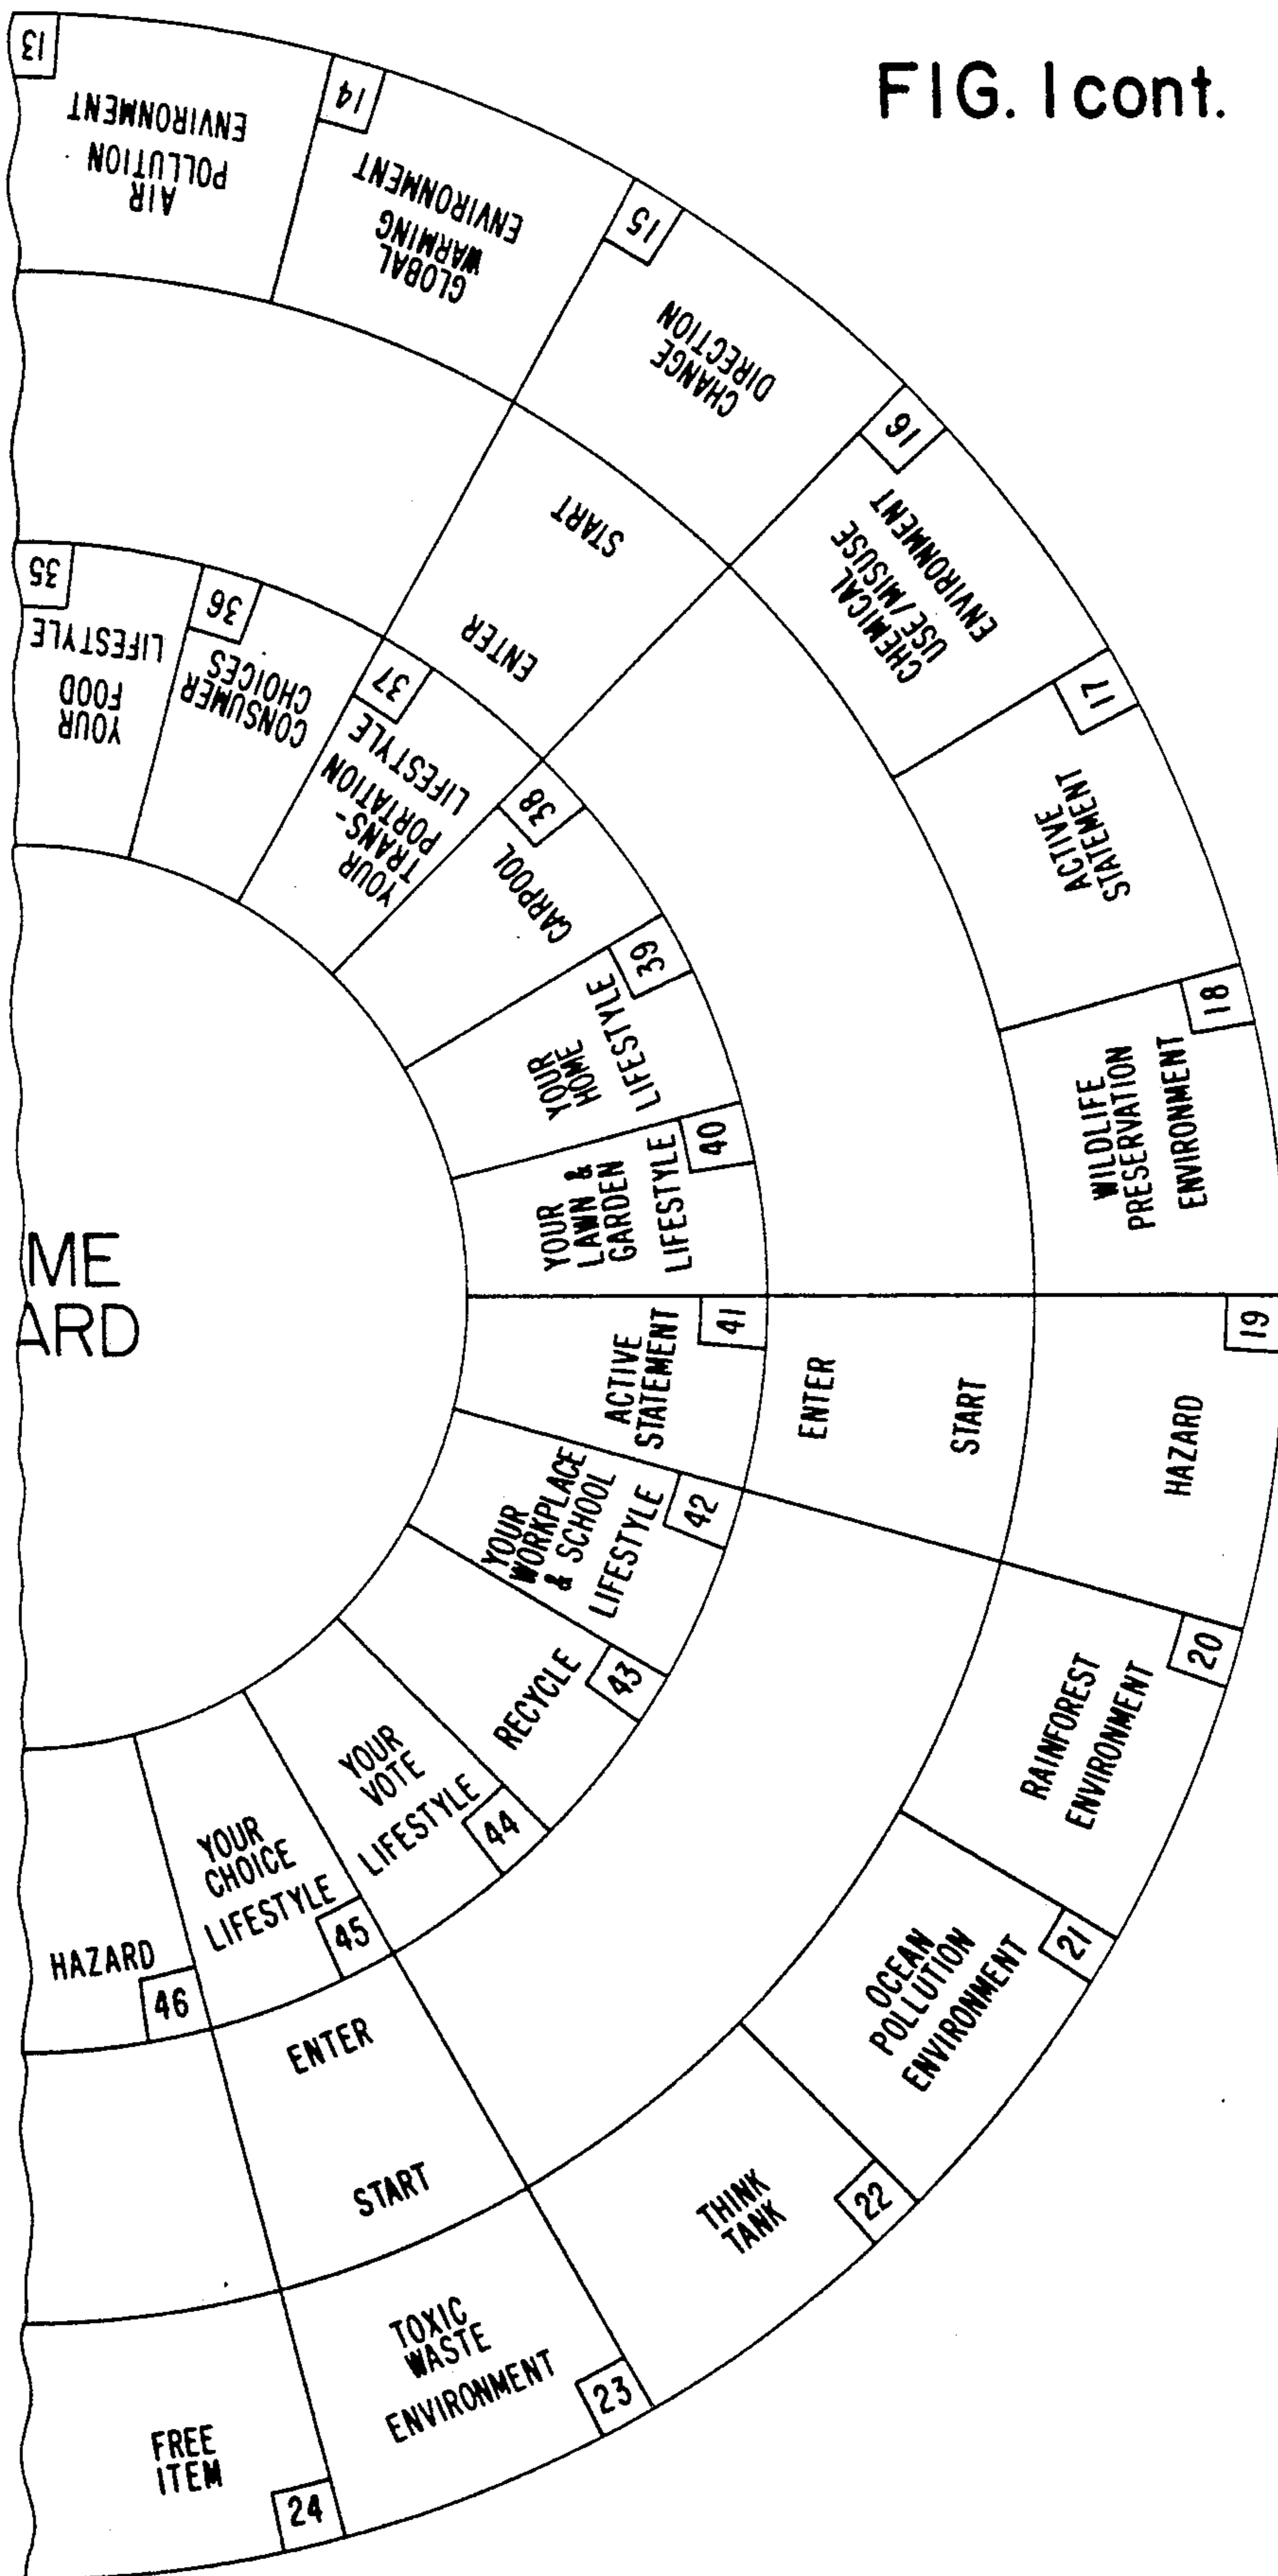 FIG. 1 cont.
13
AIR
POLLUTION
ENVIRONMENT
14
GLOBAL
WARMING
ENVIRONMENT
15
CHANGE
DIRECTION
16
CHEMICAL
USE/MISUSE
ENVIRONMENT
17
ACTIVE
STATEMENT
18
WILDLIFE
PRESERVATION
ENVIRONMENT
19
HAZARD
20
RAINFOREST
ENVIRONMENT
21
OCEAN
POLLUTION
ENVIRONMENT
22
THINK
TANK
23
TOXIC
WASTE
ENVIRONMENT
24
FREE
ITEM
START
ENTER
ENTER
START
ENTER
START
35
YOUR
FOOD
LIFESTYLE
36
CONSUMER
CHOICES
37
YOUR
TRANS-
PORTATION
LIFESTYLE
38
CARPOOL
39
YOUR
HOME
LIFESTYLE
40
YOUR
LAWN &
GARDEN
LIFESTYLE
41
ACTIVE
STATEMENT
42
YOUR
WORKPLACE
& SCHOOL
LIFESTYLE
43
RECYCLE
44
YOUR
VOTE
LIFESTYLE
45
YOUR
CHOICE
LIFESTYLE
46
HAZARD
ME
ARD